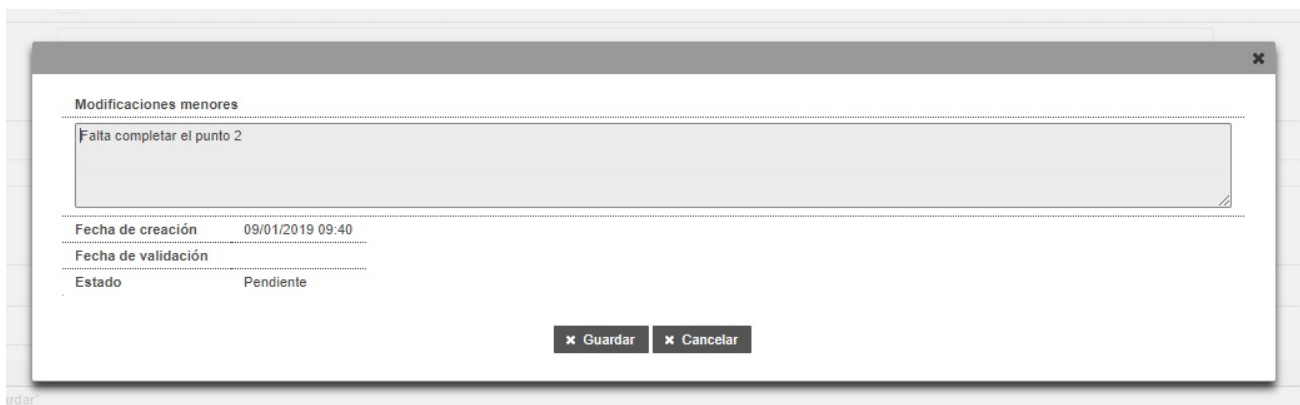 Modificaciones menores
Falta completar el punto 2
Fecha de creación 09/01/2019 09:40
Fecha de validación
Estado Pendiente
Guardar Cancelar